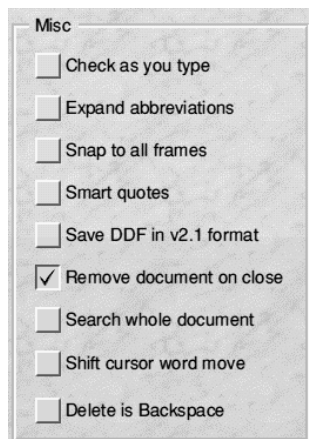 Misc
Check as you type
Expand abbreviations
Snap to all frames
Smart quotes
Save DDF in v2.1 format
Remove document on close
Search whole document
Shift cursor word move
Delete is Backspace